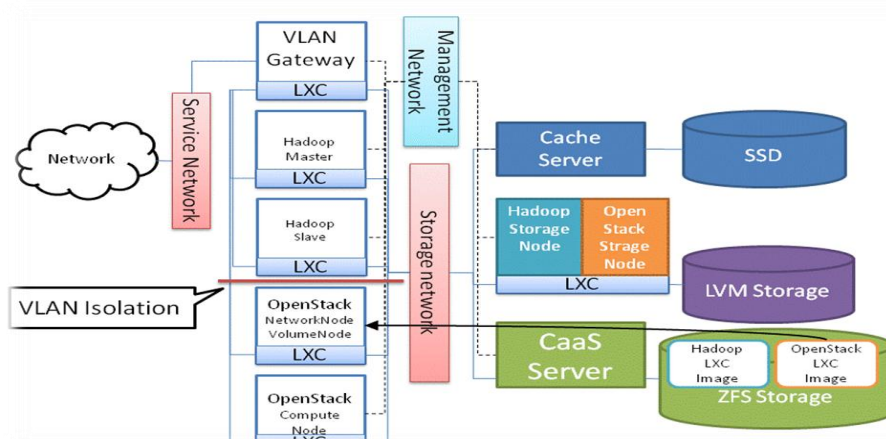 VLAN
Gateway
LXC
Management
Network
Service Network
Network
Hadoop
Master
LXC
Hadoop
Slave
LXC
Storage network
Cache
Server
SSD
Hadoop
Storage
Node
Open
Stack
Strage
Node
LXC
LVM Storage
VLAN Isolation
OpenStack
NetworkNode
VolumeNode
LXC
CaaS
Server
Hadoop
LXC
Image
OpenStack
LXC
Image
ZFS Storage
OpenStack
Compute
Node
LXC